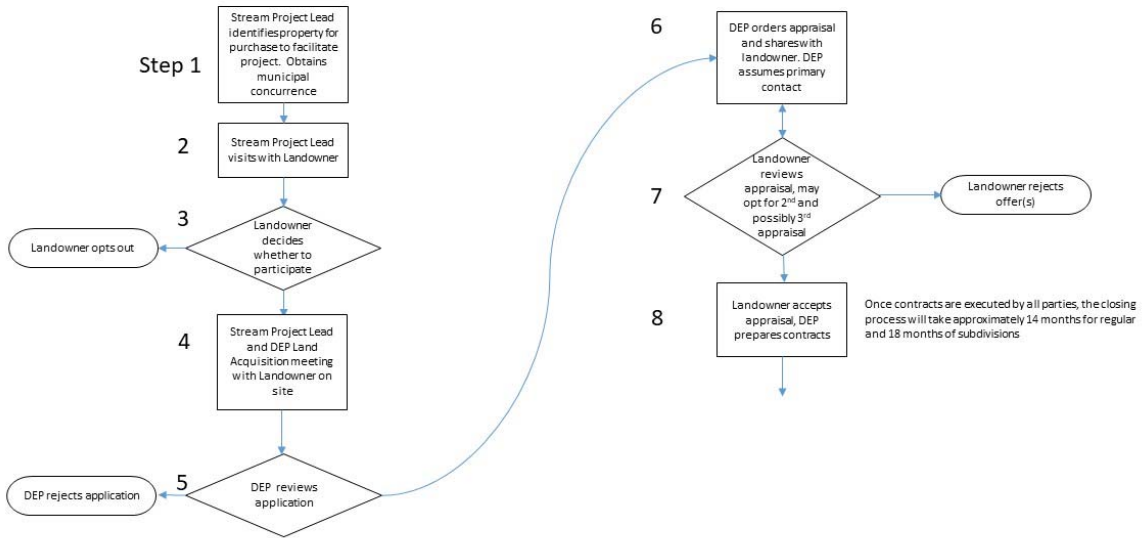 Step 1
Stream Project Lead
identifies property for
purchase to facilitate
project. Obtains
municipal
concurrence
2
Stream Project Lead
visits with Landowner
3
Landowner
decides
whether to
participate
Landowner opts out
4
Stream Project Lead
and DEP Land
Acquisition meeting
with Landowner on
site
5
DEP reviews
application
DEP rejects application
6
DEP orders appraisal
and shares with
landowner. DEP
assumes primary
contact
7
Landowner
reviews
appraisal, may
opt for 2nd and
possibly 3rd
appraisal
Landowner rejects
offer(s)
8
Landowner accepts
appraisal, DEP
prepares contracts
Once contracts are executed by all parties, the closing
process will take approximately 14 months for regular
and 18 months of subdivisions